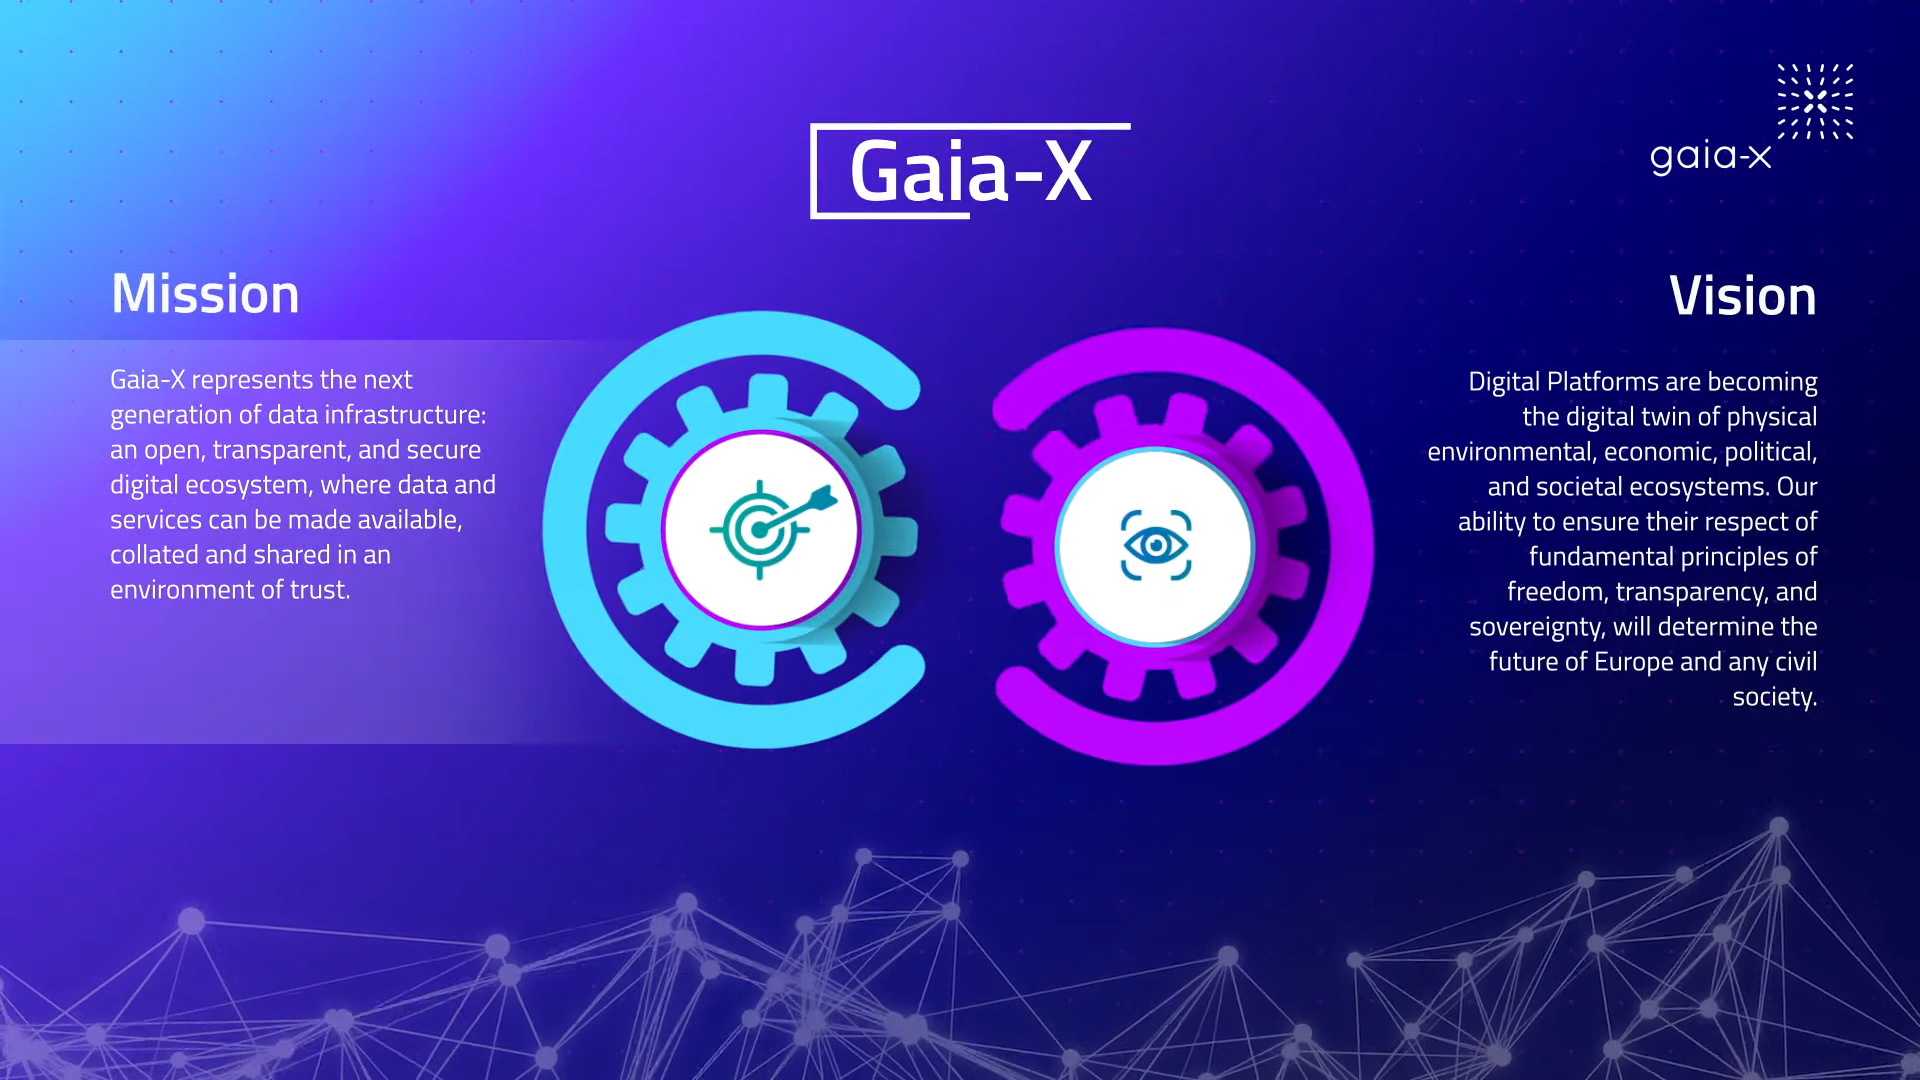 Gaia-X
gaia-x
Mission
Gaia-X represents the next
generation of data infrastructure:
an open, transparent, and secure
digital ecosystem, where data and
services can be made available,
collated and shared in an
environment of trust.
Vision
Digital Platforms are becoming
the digital twin of physical
environmental, economic, political,
and societal ecosystems. Our
ability to ensure their respect of
fundamental principles of
freedom, transparency, and
sovereignty, will determine the
future of Europe and any civil
society.